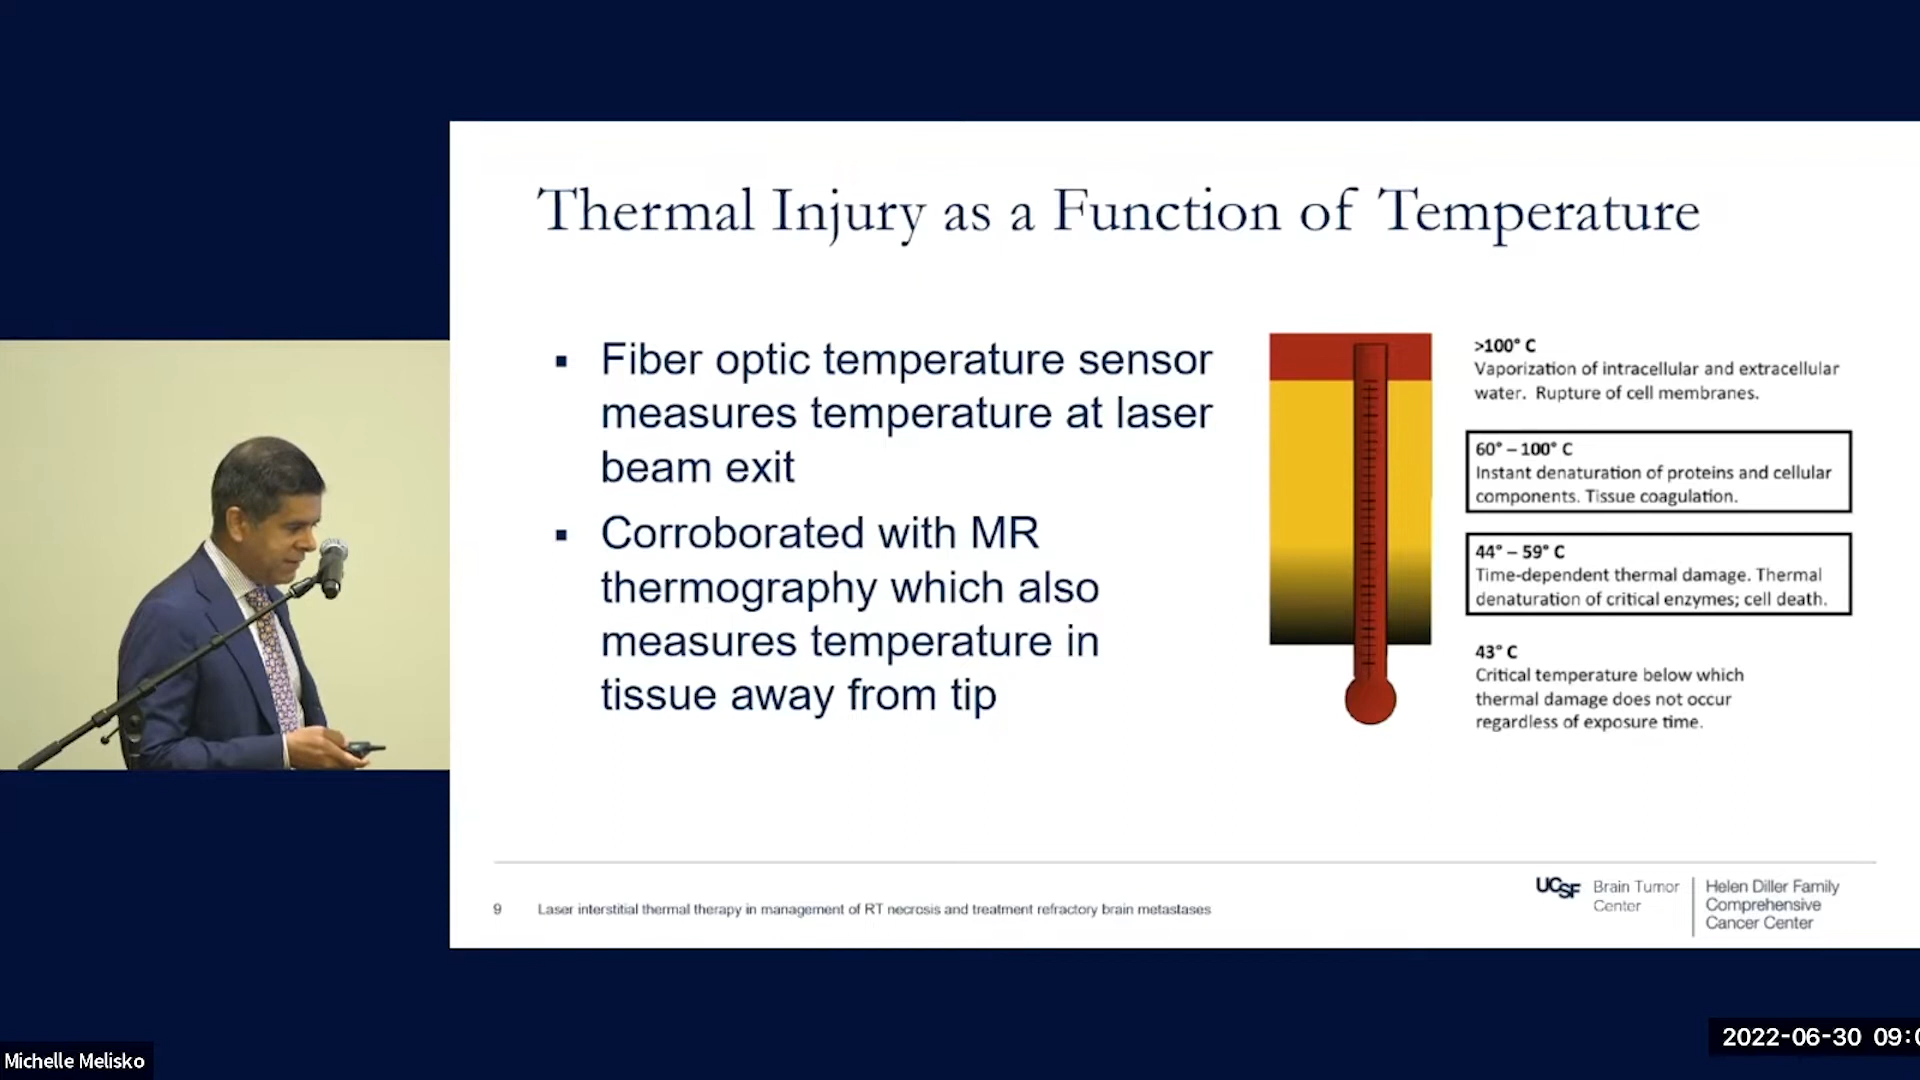 Thermal Injury as a Function of Temperature
▪ Fiber optic temperature sensor
measures temperature at laser
beam exit
▪ Corroborated with MR
thermography which also
measures temperature in
tissue away from tip
>100° C
Vaporization of intracellular and extracellular
water. Rupture of cell membranes.
60° – 100° C
Instant denaturation of proteins and cellular
components. Tissue coagulation.
44° – 59° C
Time-dependent thermal damage. Thermal
denaturation of critical enzymes; cell death.
43° C
Critical temperature below which
thermal damage does not occur
regardless of exposure time.
9 Laser interstitial thermal therapy in management of RT necrosis and treatment refractory brain metastases
UCSF
Brain Tumor
Center
Helen Diller Family
Comprehensive
Cancer Center
Michelle Melisko
2022-06-30 09: